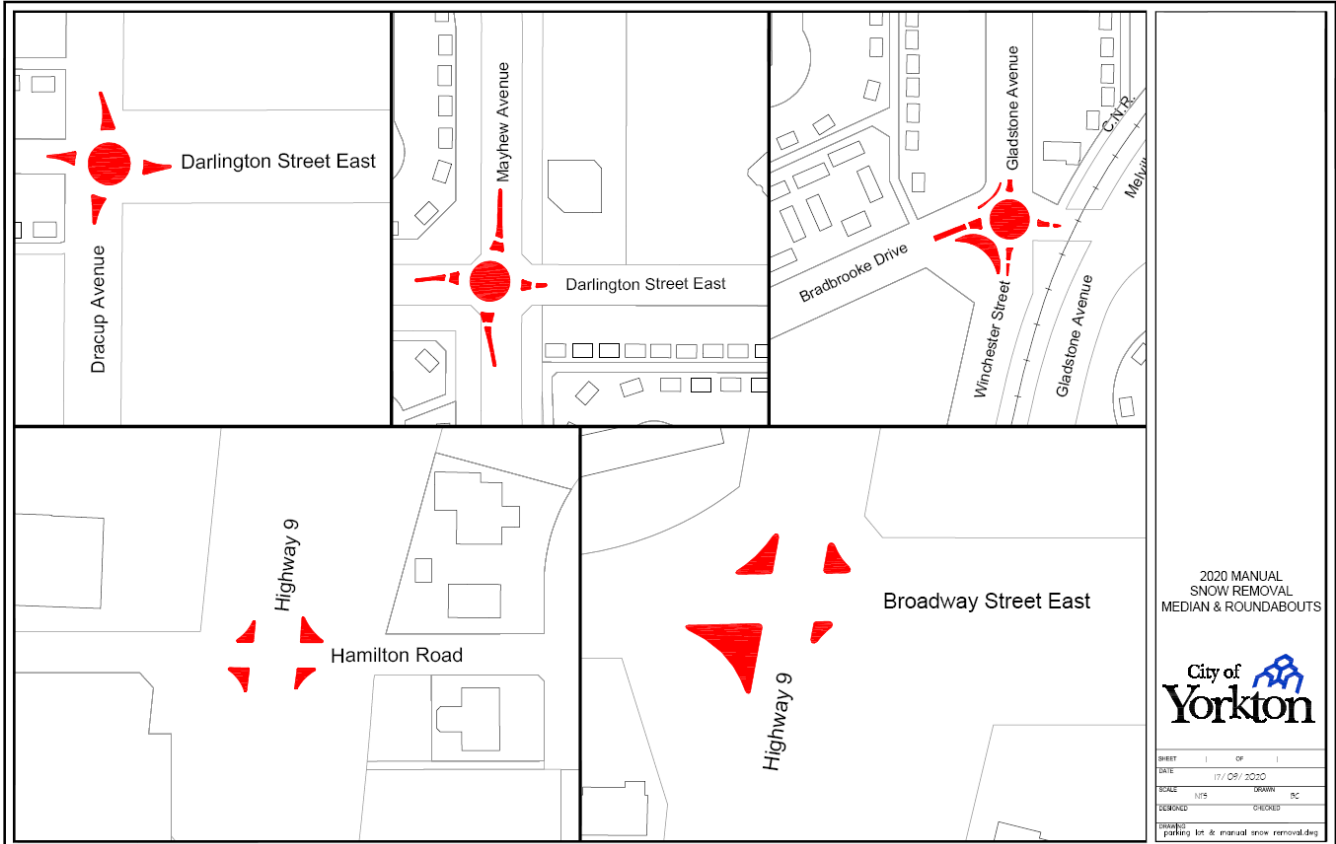 Darlington Street East
Dracup Avenue
Mayhew Avenue
Darlington Street East
Gladstone Avenue
C.N.R.
Bradbrooke Drive
Winchester Street
Gladstone Avenue
Highway 9
Hamilton Road
Broadway Street East
Highway 9
2020 MANUAL
SNOW REMOVAL
MEDIAN & ROUNDABOUTS
City of
Yorkton
SHEET 1 OF 1
DATE 17/09/2020
SCALE NTS DRAWN BC
DESIGNED CHECKED
DRAWING
parking lot & manual snow removal.dwg